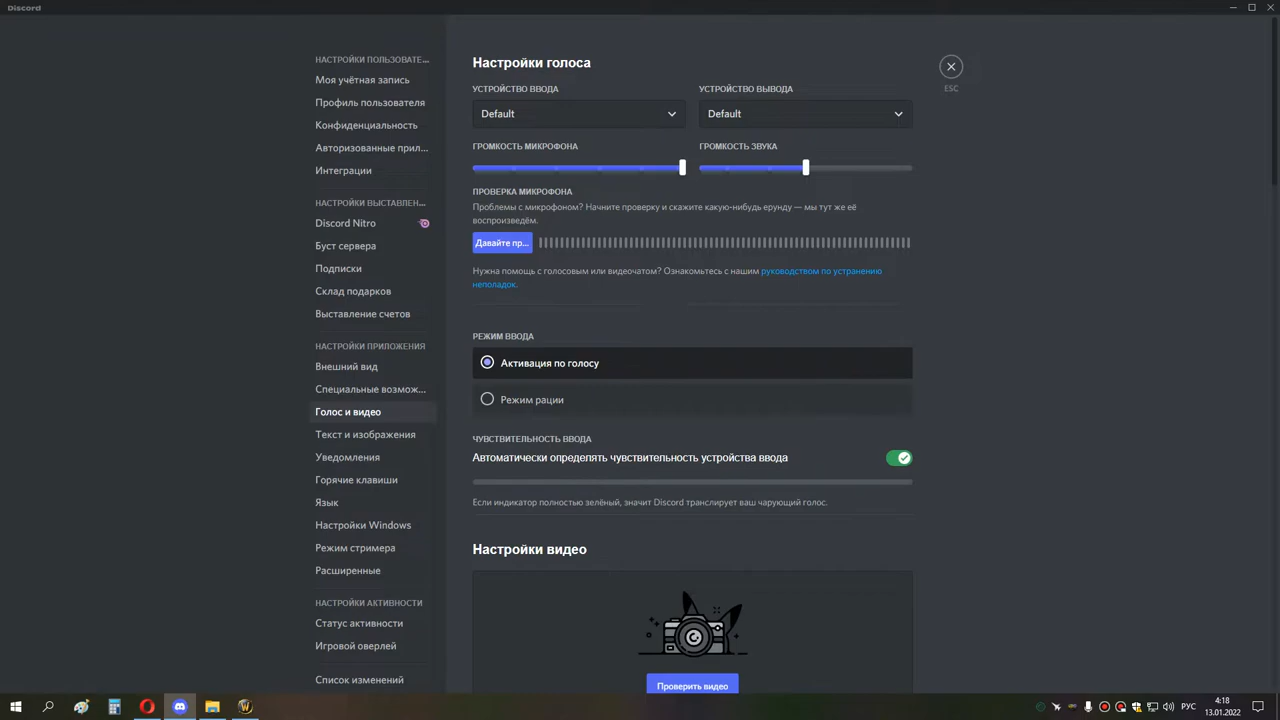 Discord
НАСТРОЙКИ ПОЛЬЗОВАТЕ...
Моя учётная запись
Профиль пользователя
Конфиденциальность
Авторизованные прил...
Интеграции
НАСТРОЙКИ ВЫСТАВЛЕН...
Discord Nitro
Буст сервера
Подписки
Склад подарков
Выставление счетов
НАСТРОЙКИ ПРИЛОЖЕНИЯ
Внешний вид
Специальные возмож...
Голос и видео
Текст и изображения
Уведомления
Горячие клавиши
Язык
Настройки Windows
Режим стримера
Расширенные
НАСТРОЙКИ АКТИВНОСТИ
Статус активности
Игровой оверлей
Список изменений
Настройки голоса
ESC
УСТРОЙСТВО ВВОДА
УСТРОЙСТВО ВЫВОДА
Default
Default
ГРОМКОСТЬ МИКРОФОНА
ГРОМКОСТЬ ЗВУКА
ПРОВЕРКА МИКРОФОНА
Проблемы с микрофоном? Начните проверку и скажите какую-нибудь ерунду — мы тут же её
воспроизведём.
Давайте пр...
Нужна помощь с голосовым или видеочатом? Ознакомьтесь с нашим руководством по устранению
неполадок.
РЕЖИМ ВВОДА
Активация по голосу
Режим рации
ЧУВСТВИТЕЛЬНОСТЬ ВВОДА
Автоматически определять чувствительность устройства ввода
Если индикатор полностью зелёный, значит Discord транслирует ваш чарующий голос.
Настройки видео
Проверить видео
РУС
4:18
13.01.2022